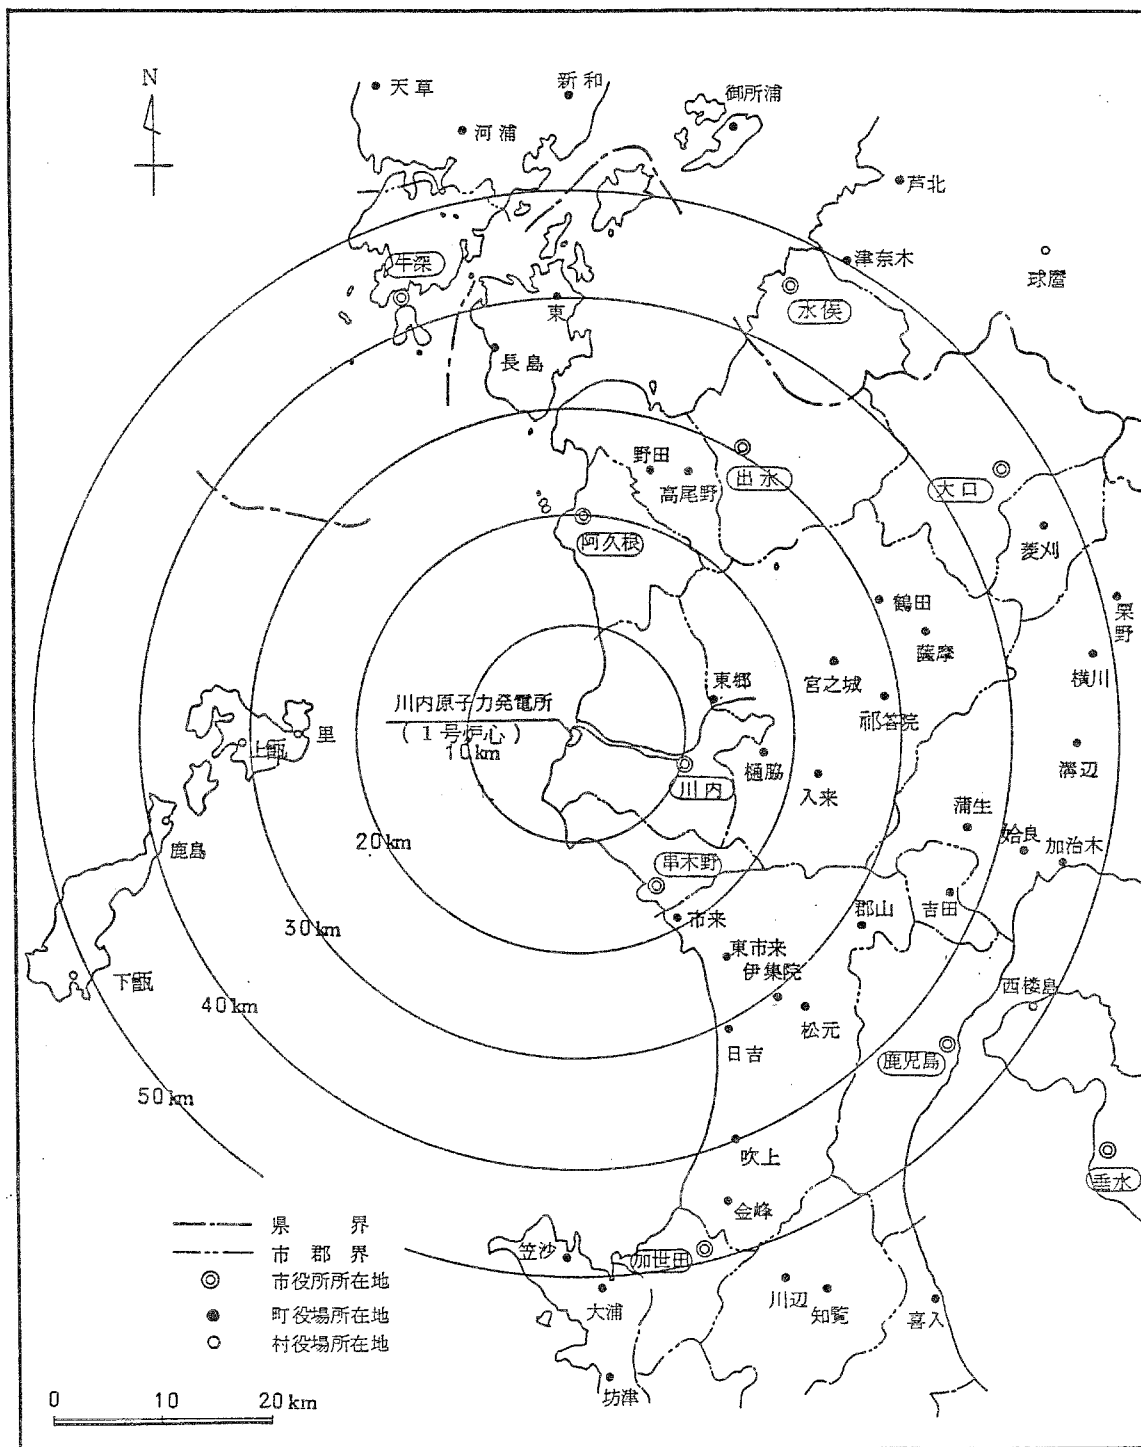 N
天草
新和
御所浦
河浦
芦北
津奈木
球磨
牛深
水俣
東
長島
野田
高尾野
出水
大口
阿久根
菱刈
鶴田
栗野
薩摩
横川
東郷
宮之城
祁答院
川内原子力発電所
(1号炉心)
10km
里
上甑
川内
樋脇
入来
溝辺
鹿島
20km
蒲生
姶良
加治木
串木野
市来
郡山
吉田
30km
東市来
伊集院
下甑
40km
松元
西桜島
日吉
鹿児島
50km
吹上
垂水
金峰
県界
市郡界
市役所所在地
町役場所在地
村役場所在地
笠沙
加世田
大浦
川辺
知覧
喜入
坊津
0 10 20km